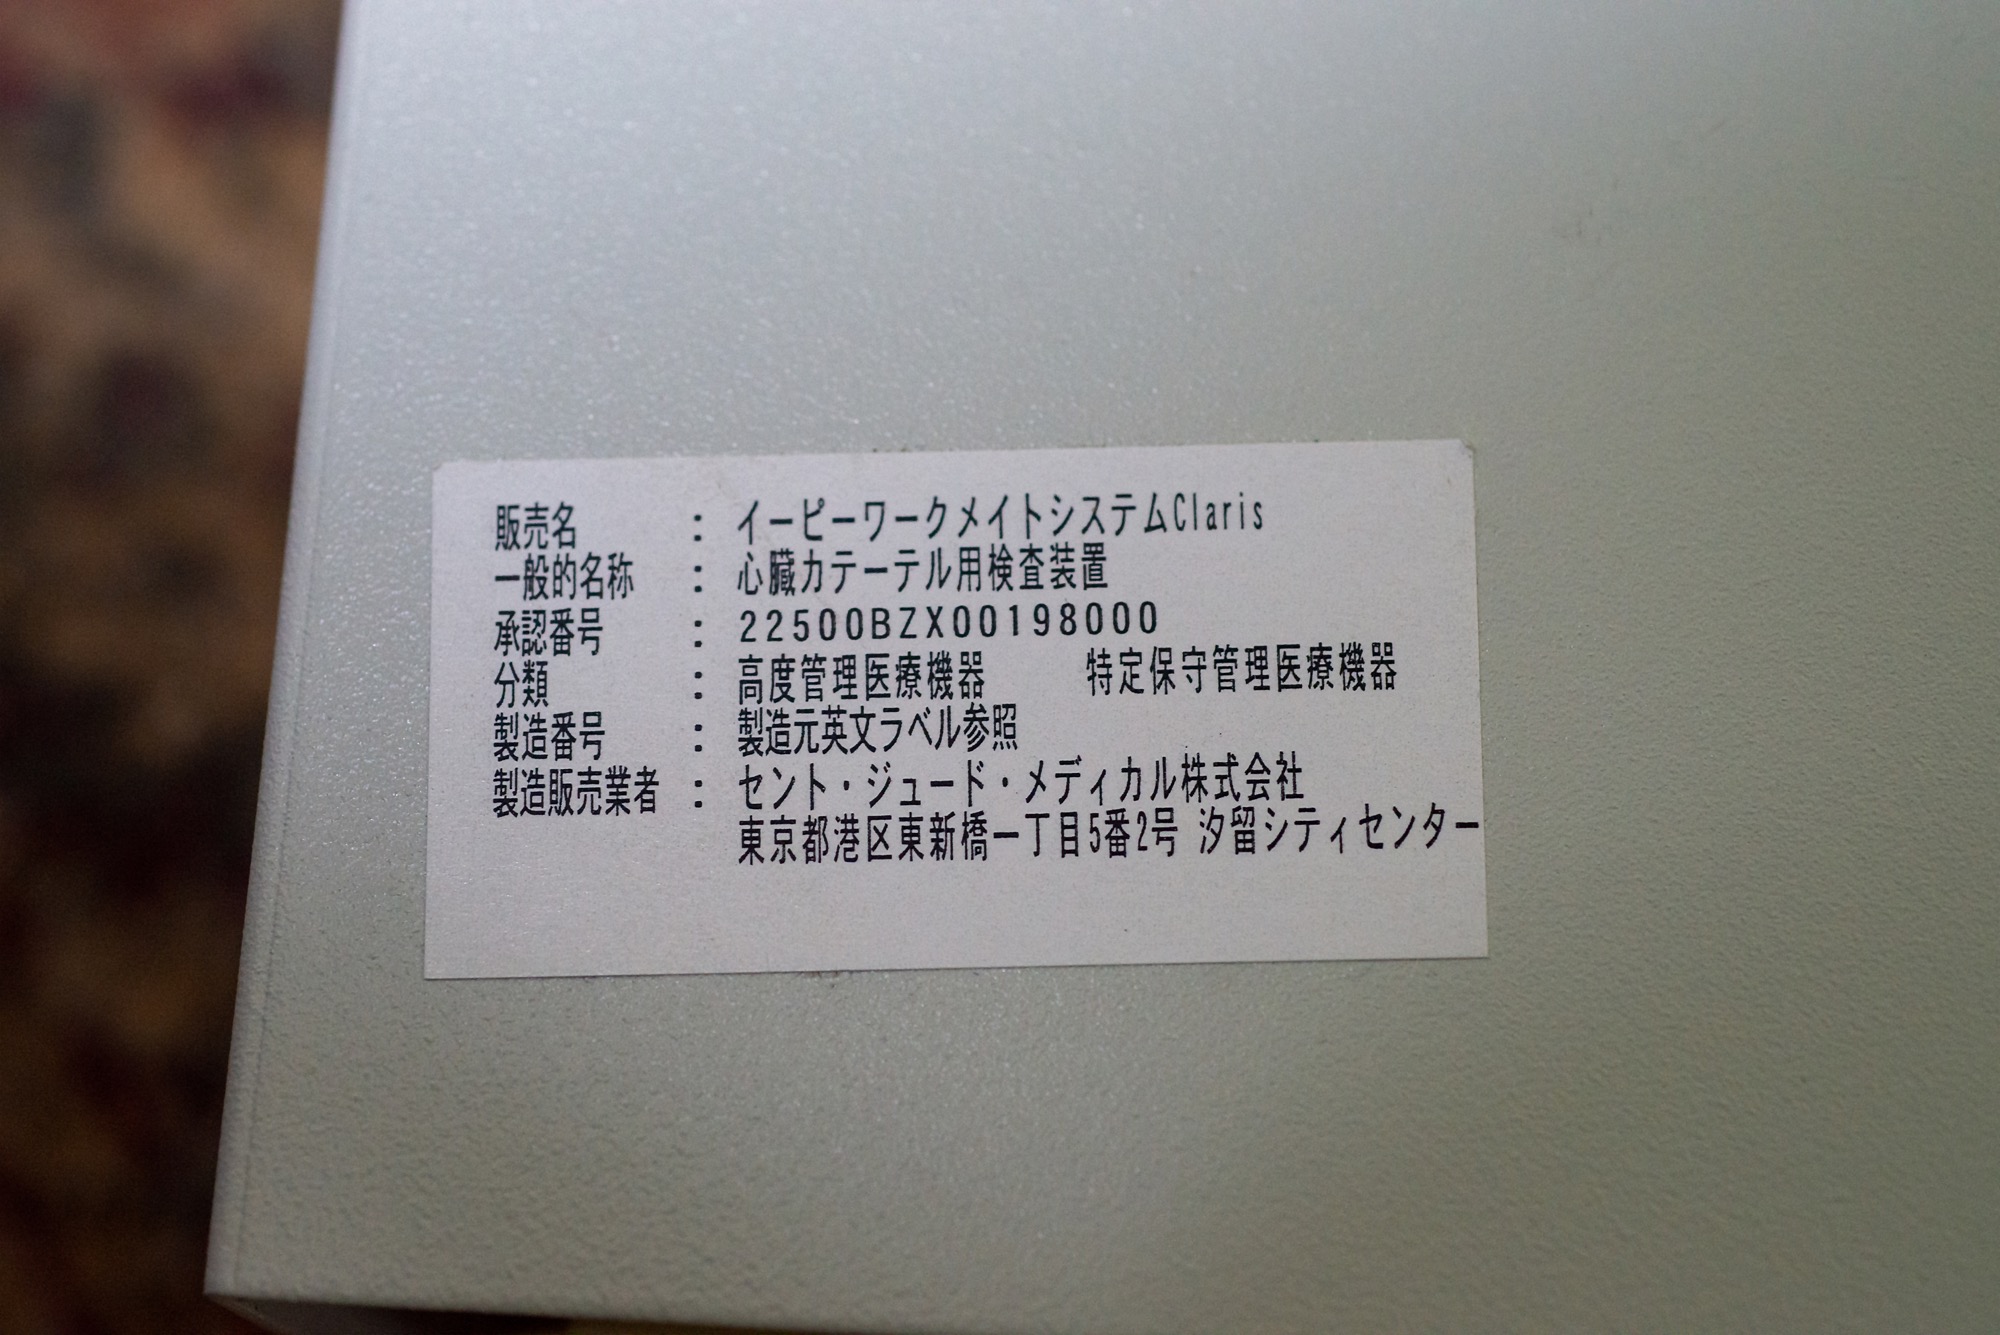 販売名 : イーピーワークメイトシステムClaris
一般的名称 : 心臓カテーテル用検査装置
承認番号 : 22500BZX00198000
分類 : 高度管理医療機器 特定保守管理医療機器
製造番号 : 製造元英文ラベル参照
製造販売業者 : セント・ジュード・メディカル株式会社
東京都港区東新橋一丁目5番2号 汐留シティセンター